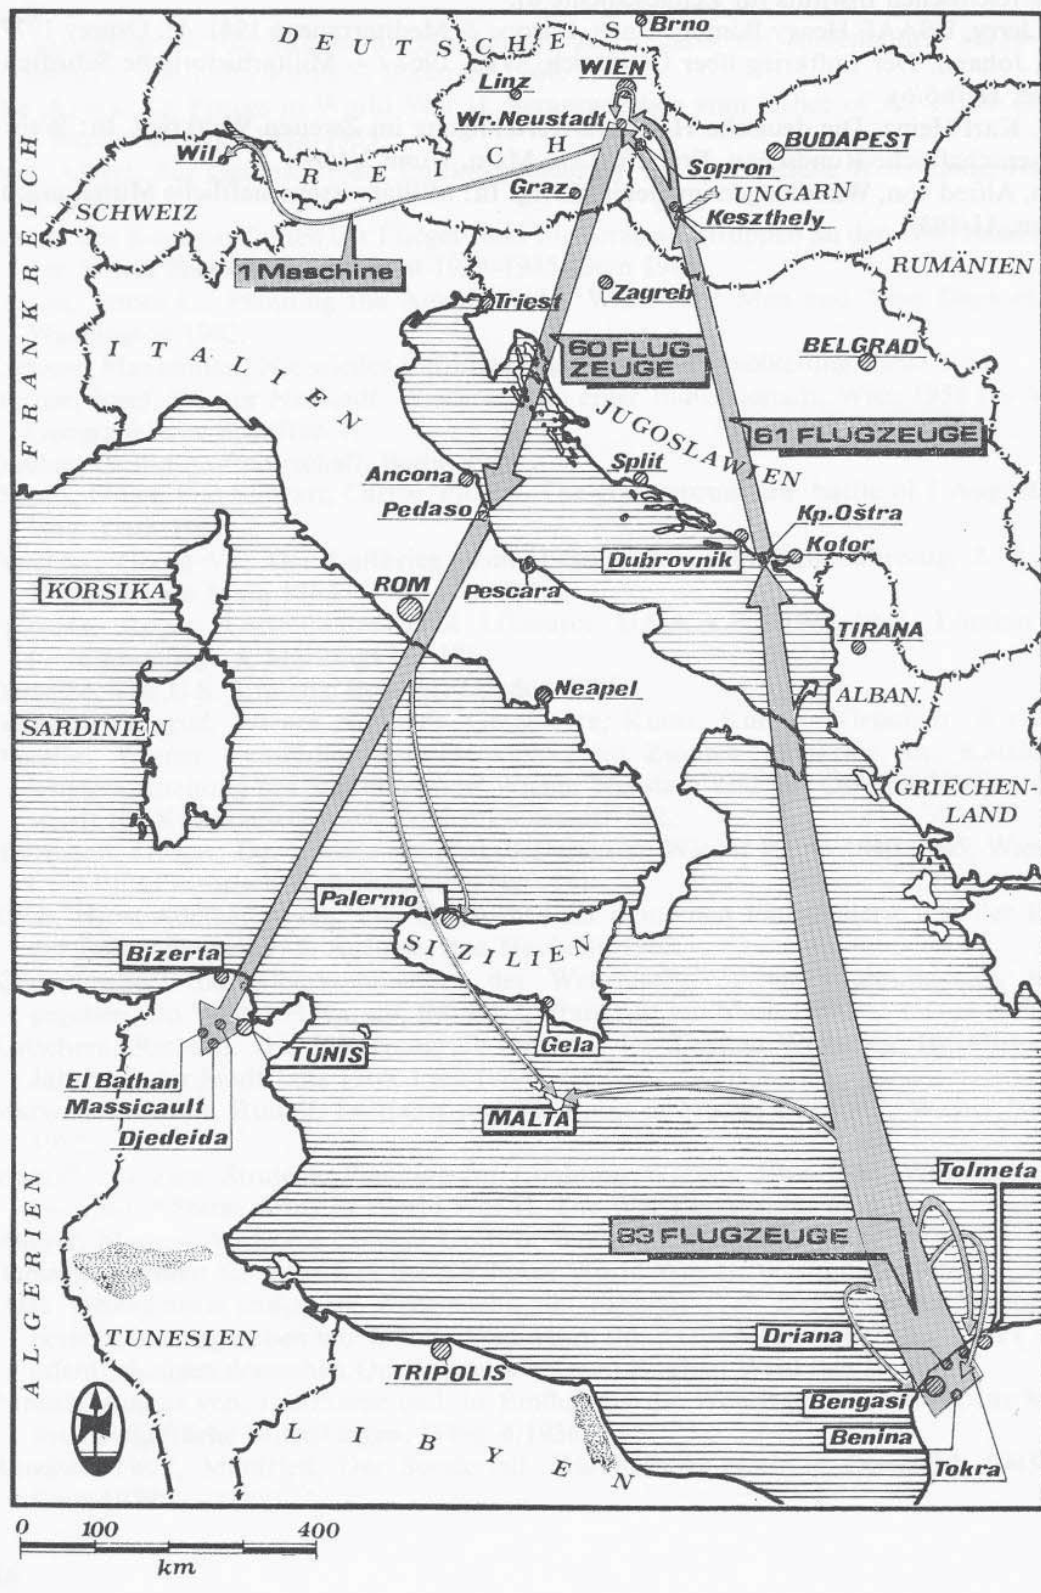 Brno
DEUTSCHES
WIEN
Linz
Wr. Neustadt
BUDAPEST
Wil
REICH
Sopron
UNGARN
Graz
Keszthely
SCHWEIZ
FRANKREICH
RUMÄNIEN
1 Maschine
Zagreb
Triest
ITALIEN
BELGRAD
60 FLUG-
ZEUGE
JUGOSLAWIEN
61 FLUGZEUGE
Ancona
Split
Pedaso
Kp. Oštra
Kotor
Dubrovnik
Pescara
KORSIKA
ROM
TIRANA
Neapel
ALBAN.
SARDINIEN
GRIECHEN-
LAND
Palermo
SIZILIEN
Bizerta
Gela
TUNIS
El Bathan
Massicault
MALTA
Djedeida
Tolmeta
ALGERIEN
83 FLUGZEUGE
TUNESIEN
Driana
TRIPOLIS
Bengasi
LIBYEN
Benina
Tokra
0 100 400
km